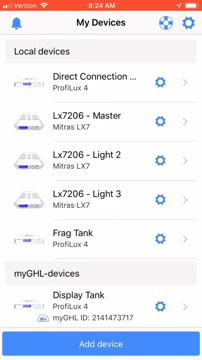 Verizon 8:24 AM
My Devices
Local devices
Direct Connection ...
ProfiLux 4
Lx7206 - Master
Mitras LX7
Lx7206 - Light 2
Mitras LX7
Lx7206 - Light 3
Mitras LX7
Frag Tank
ProfiLux 4
myGHL-devices
Display Tank
ProfiLux 4
myGHL ID: 2141473717
Add device